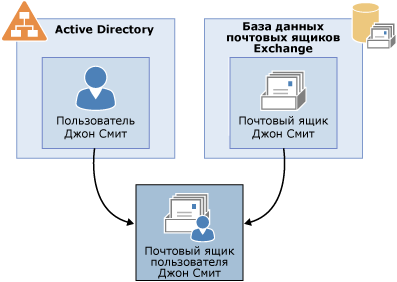 Active Directory
База данных
почтовых ящиков
Exchange
Пользователь
Джон Смит
Почтовый ящик
Джон Смит
Почтовый ящик
пользователя
Джон Смит